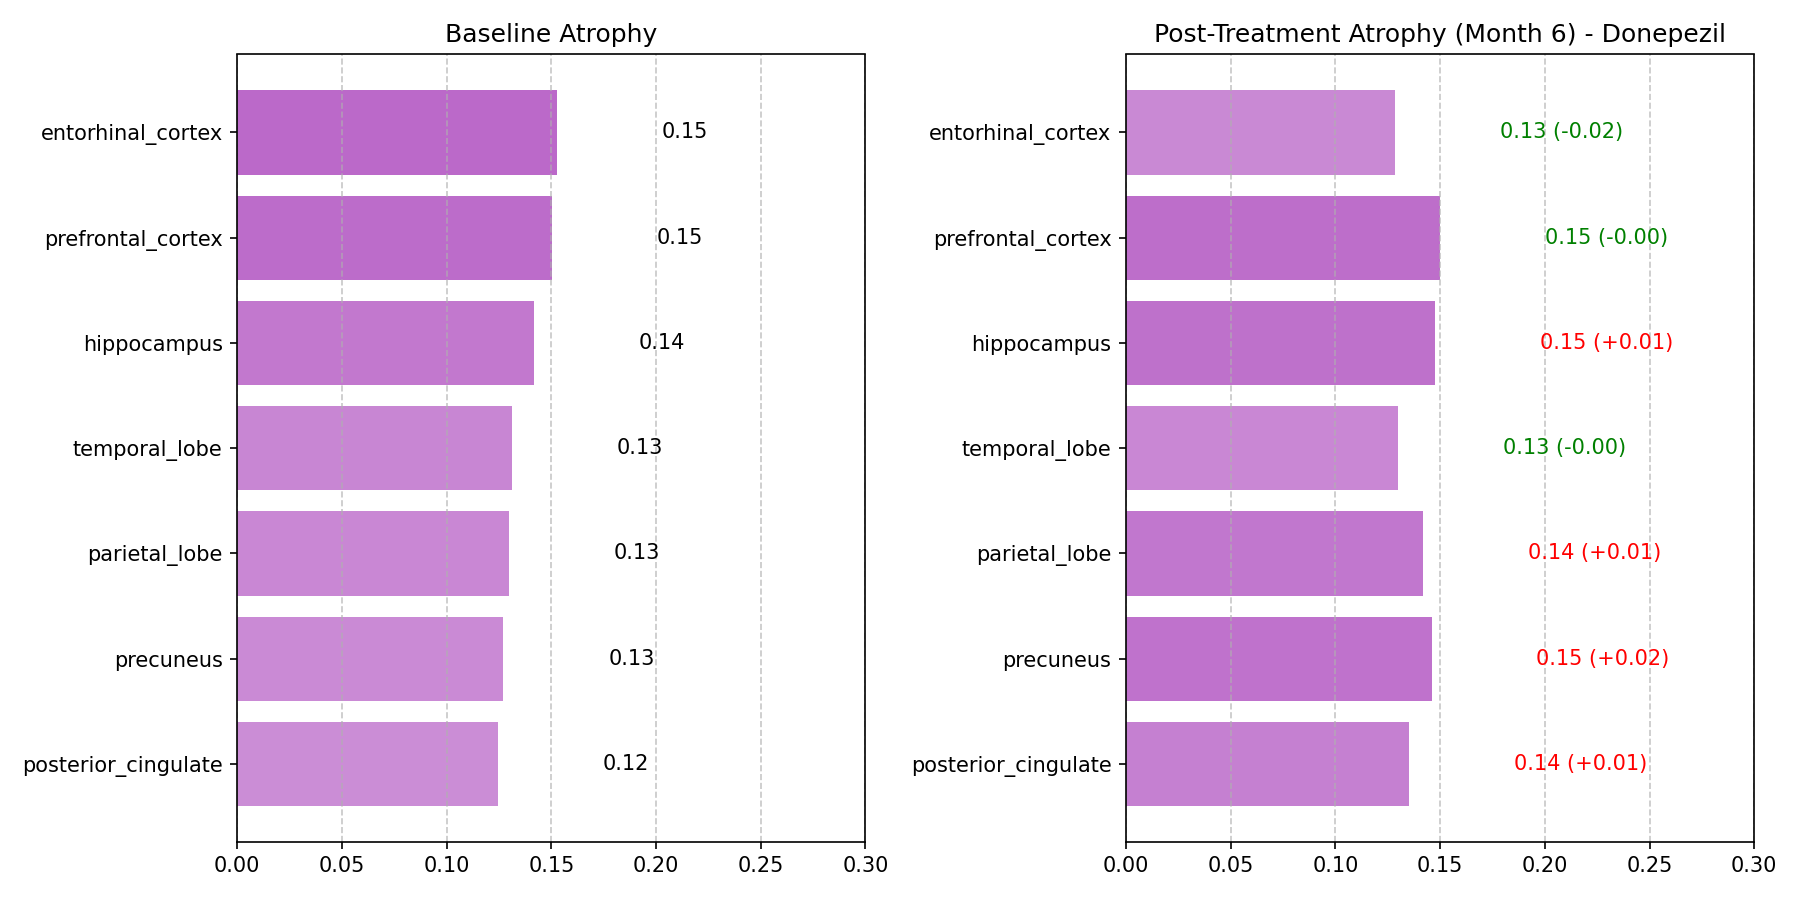 Baseline Atrophy
entorhinal_cortex 0.15
prefrontal_cortex 0.15
hippocampus 0.14
temporal_lobe 0.13
parietal_lobe 0.13
precuneus 0.13
posterior_cingulate 0.12
0.00 0.05 0.10 0.15 0.20 0.25 0.30
Post-Treatment Atrophy (Month 6) - Donepezil
entorhinal_cortex 0.13 (-0.02)
prefrontal_cortex 0.15 (-0.00)
hippocampus 0.15 (+0.01)
temporal_lobe 0.13 (-0.00)
parietal_lobe 0.14 (+0.01)
precuneus 0.15 (+0.02)
posterior_cingulate 0.14 (+0.01)
0.00 0.05 0.10 0.15 0.20 0.25 0.30